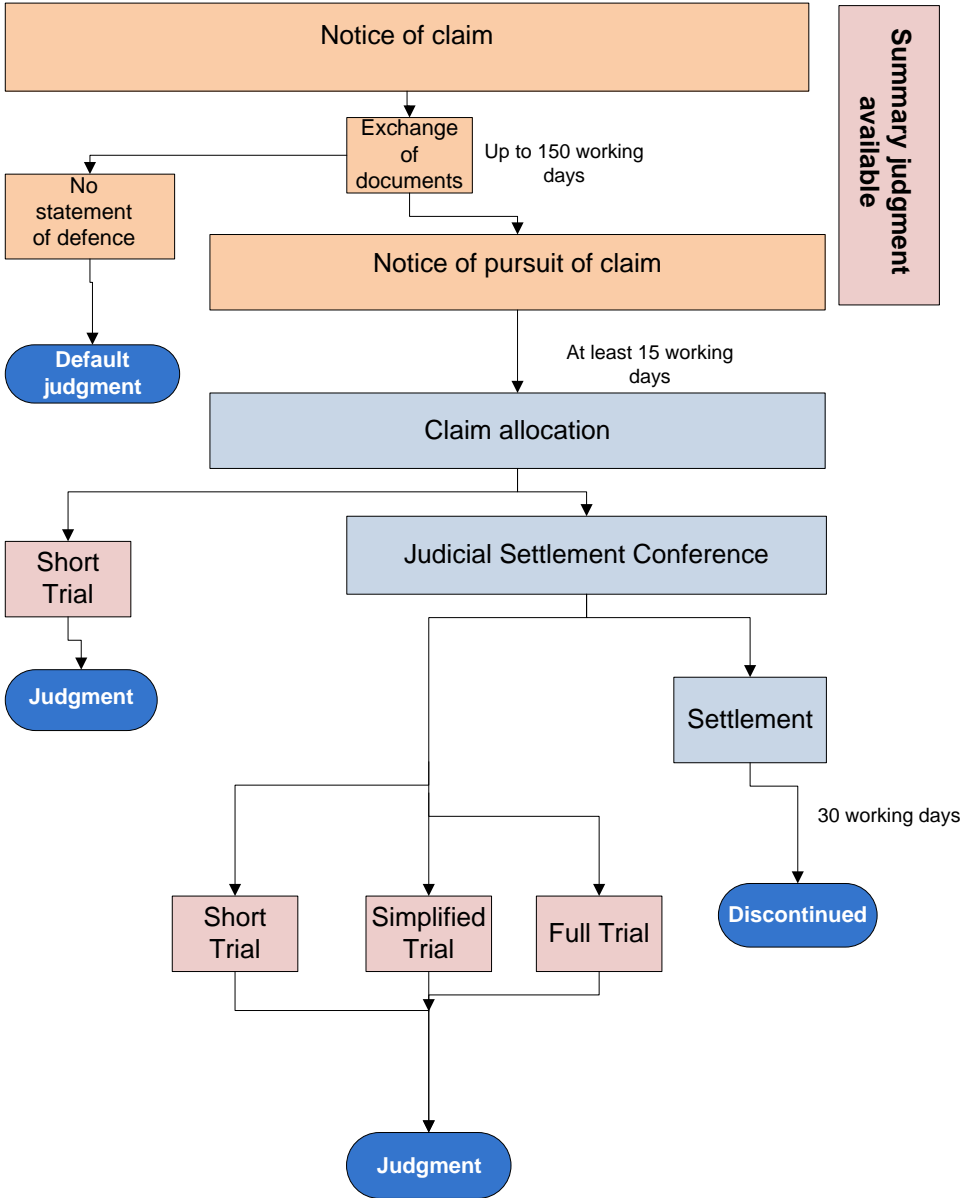 Notice of claim
Summary judgment
available
Exchange
of
documents
Up to 150 working
days
No
statement
of defence
Notice of pursuit of claim
Default
judgment
At least 15 working
days
Claim allocation
Short
Trial
Judicial Settlement Conference
Judgment
Settlement
30 working days
Short
Trial
Simplified
Trial
Full Trial
Discontinued
Judgment